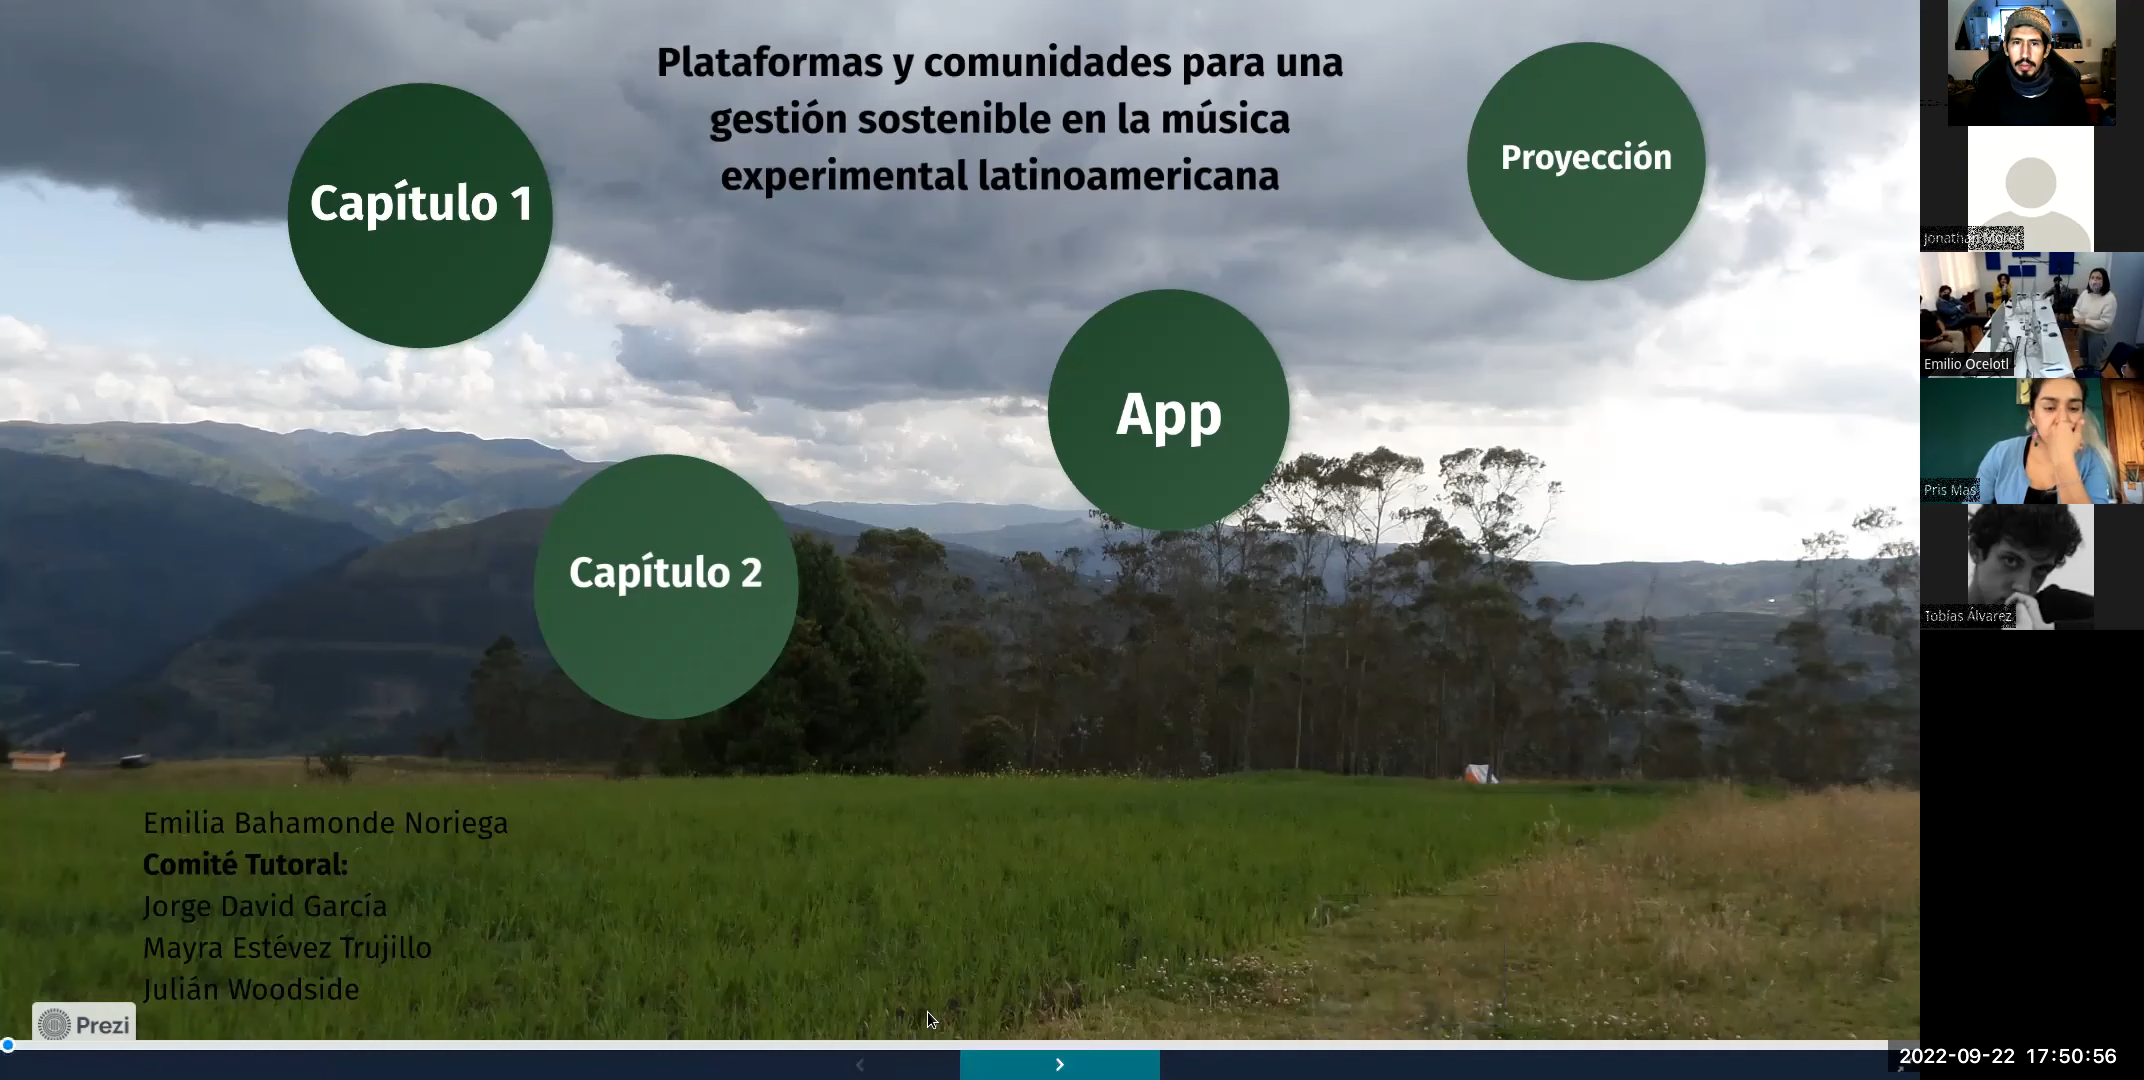 Plataformas y comunidades para una
gestión sostenible en la música
experimental latinoamericana
Capítulo 1
Proyección
App
Capítulo 2
Emilia Bahamonde Noriega
Comité Tutoral:
Jorge David García
Mayra Estévez Trujillo
Julián Woodside
Prezi
Jonathan Moret
Emilio Ocelotl
Pris Mas
Tobías Álvarez
2022-09-22 17:50:56